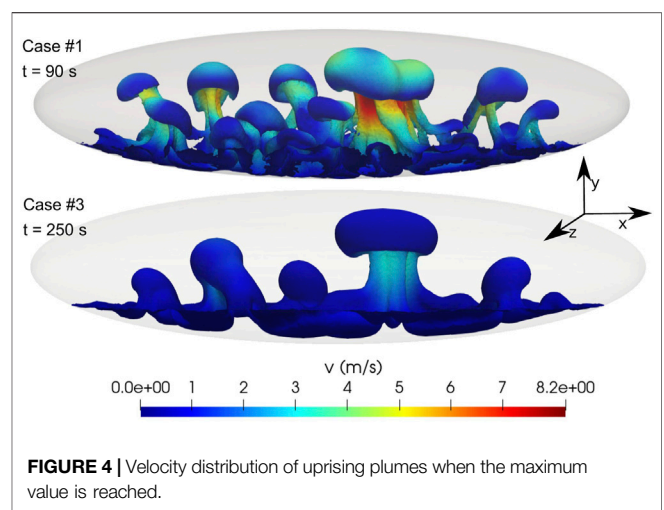 Case #1
t = 90 s
Case #3
t = 250 s
y
x
z
v (m/s)
0.0e+00 1 2 3 4 5 6 7 8.2e+00
FIGURE 4 | Velocity distribution of uprising plumes when the maximum
value is reached.